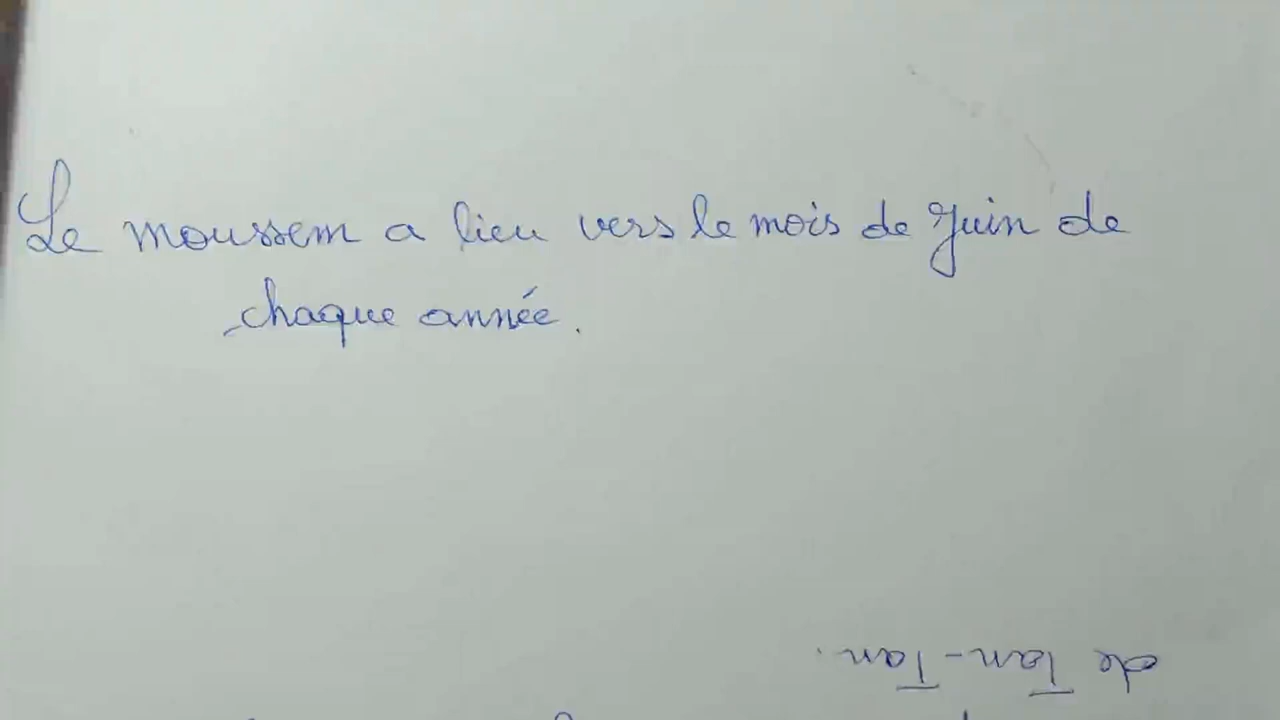 Le moussem a lieu vers le mois de Juin de
chaque année.
de Tan-Tan.